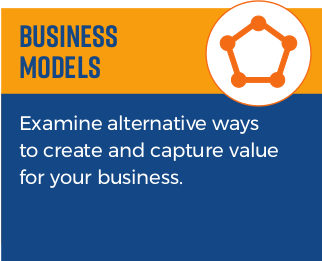 BUSINESS
MODELS
Examine alternative ways
to create and capture value
for your business.